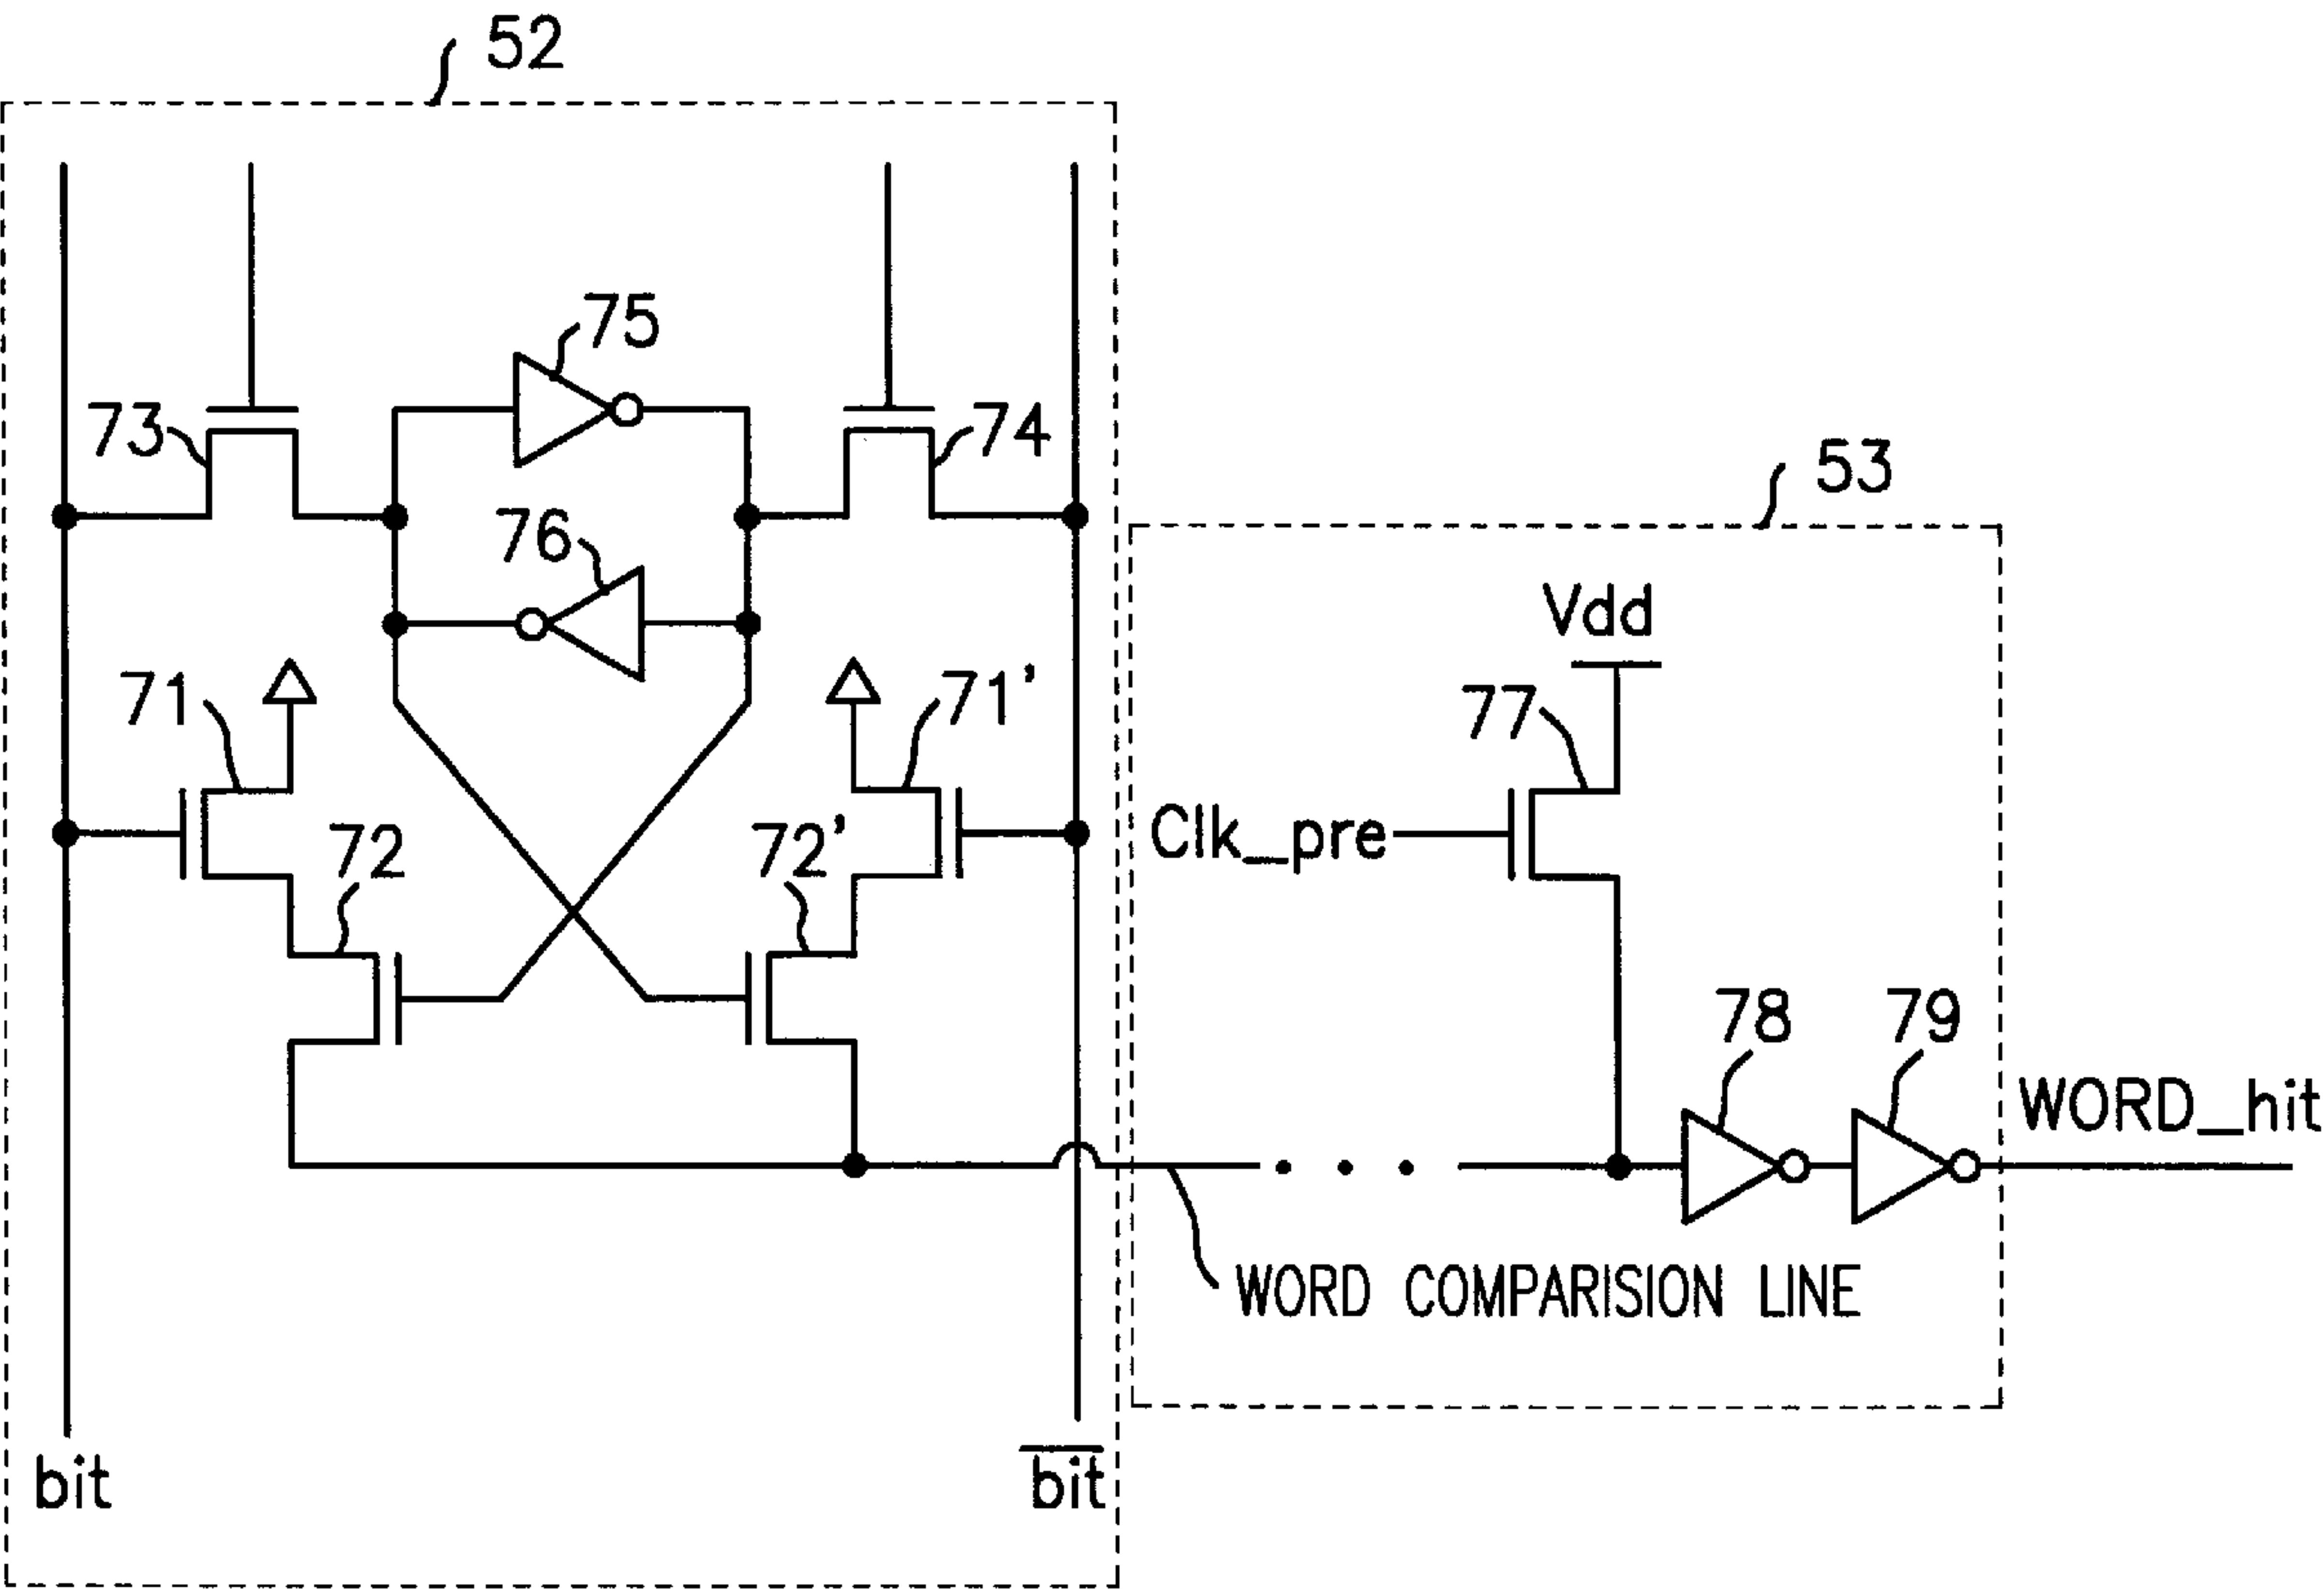 52
75
73
74
53
76
Vdd
71
71'
77
72
72'
Clk_pre
78
79
WORD_hit
WORD COMPARISION LINE
bit
b̅i̅t̅